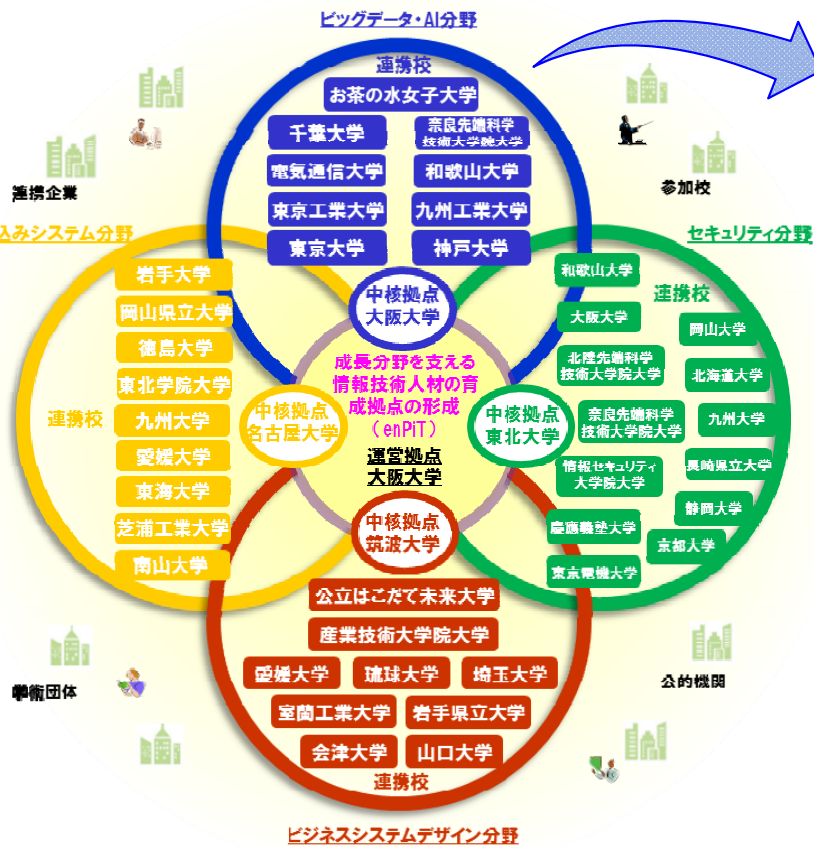 ビッグデータ・AI分野
連携校
お茶の水女子大学
千葉大学
奈良先端科学
技術大学院大学
電気通信大学
和歌山大学
東京工業大学
九州工業大学
東京大学
神戸大学
中核拠点
大阪大学
連携企業
参加校
込みシステム分野
岩手大学
岡山県立大学
徳島大学
東北学院大学
連携校
九州大学
愛媛大学
東海大学
芝浦工業大学
南山大学
中核拠点
名古屋大学
成長分野を支える
情報技術人材の育
成拠点の形成
(enPiT)
運営拠点
大阪大学
中核拠点
東北大学
セキュリティ分野
連携校
和歌山大学
大阪大学
岡山大学
北陸先端科学
技術大学院大学
北海道大学
奈良先端科学
技術大学院大学
九州大学
情報セキュリティ
大学院大学
長崎県立大学
静岡大学
慶應義塾大学
京都大学
東京電機大学
中核拠点
筑波大学
公立はこだて未来大学
産業技術大学院大学
愛媛大学
琉球大学
埼玉大学
室蘭工業大学
岩手県立大学
会津大学
山口大学
連携校
学術団体
公的機関
ビジネスシステムデザイン分野